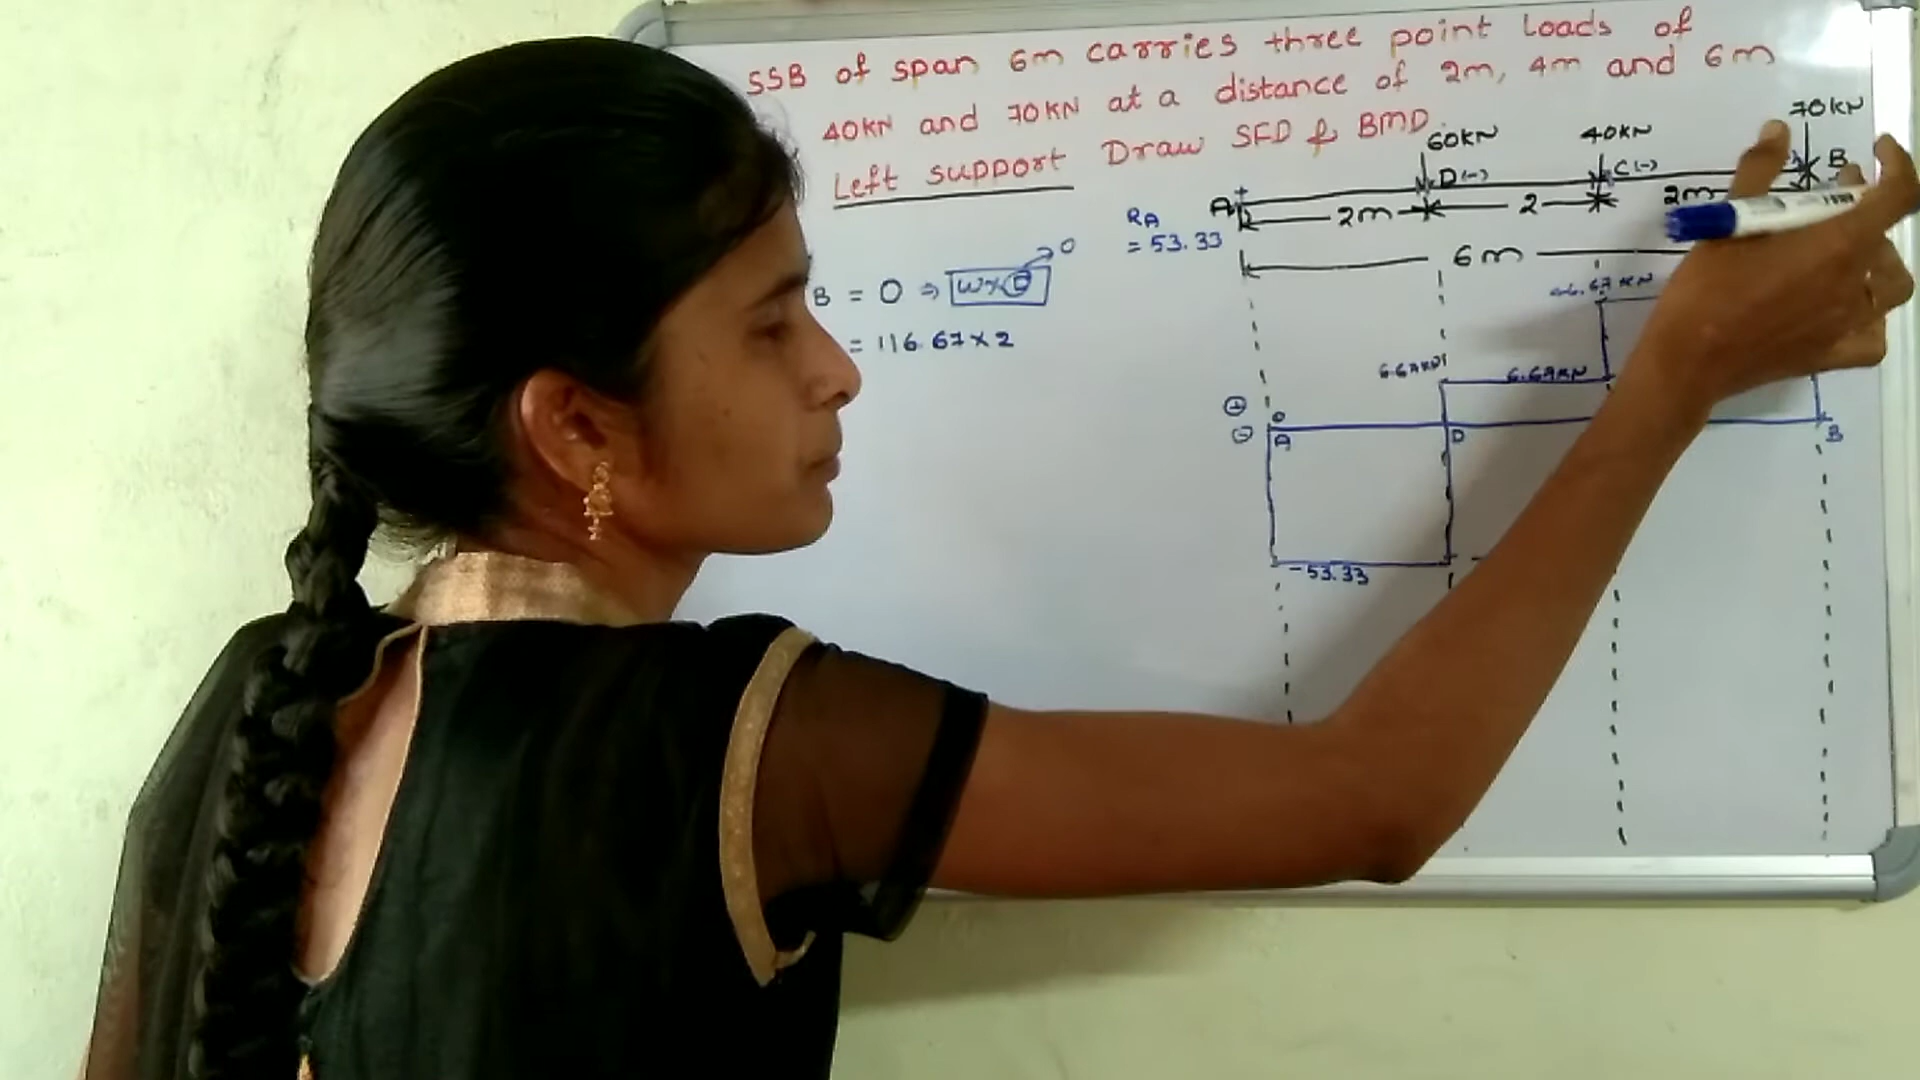 SSB of span 6m carries three point loads of
40KN and 70KN at a distance of 2m, 4m and 6m
Left support Draw SFD & BMD.
60KN 40KN 70KN
A D(-) C(-) B
2m 2 2m
RA
= 53.33
6m
B = 0 ⇒ W×0 → 0
= 116.67×2
6.67KN 6.67KN
⊕ 0
⊖ A D B
-53.33